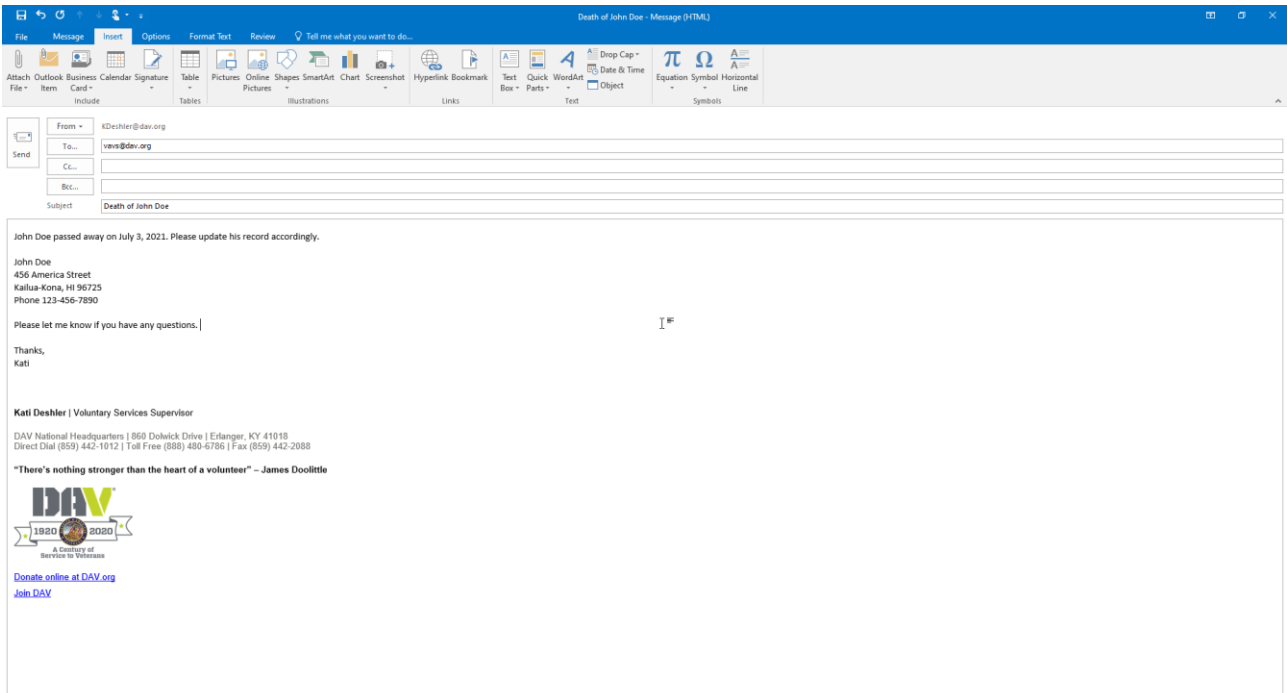 Death of John Doe - Message (HTML)
File Message Insert Options Format Text Review Tell me what you want to do...
Attach File Outlook Item Business Card Calendar Signature Table Pictures Online Pictures Shapes SmartArt Chart Screenshot Hyperlink Bookmark Text Box Quick Parts WordArt Drop Cap Date & Time Object Equation Symbol Horizontal Line
Include Tables Illustrations Links Text Symbols
Send
From KDeshler@dav.org
To... vavs@dav.org
Cc...
Bcc...
Subject Death of John Doe
John Doe passed away on July 3, 2021. Please update his record accordingly.
John Doe
456 America Street
Kailua-Kona, HI 96725
Phone 123-456-7890
Please let me know if you have any questions.
Thanks,
Kati
Kati Deshler | Voluntary Services Supervisor
DAV National Headquarters | 860 Dolwick Drive | Erlanger, KY 41018
Direct Dial (859) 442-1012 | Toll Free (888) 480-6786 | Fax (859) 442-2088
“There’s nothing stronger than the heart of a volunteer” – James Doolittle
DAV
1920 2020
A Century of
Service to Veterans
Donate online at DAV.org
Join DAV